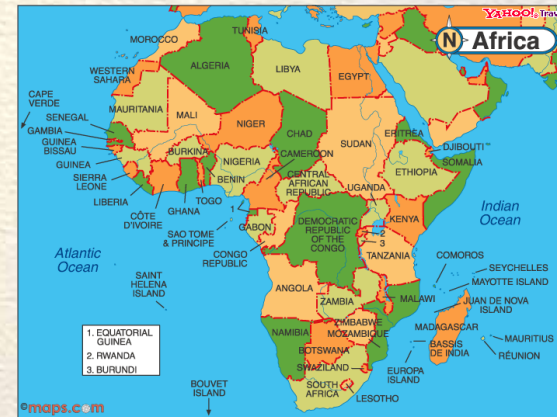 YAHOO! Trav
N Africa
TUNISIA
MOROCCO
ALGERIA
LIBYA
EGYPT
WESTERN
SAHARA
CAPE
VERDE
MAURITANIA
MALI
NIGER
CHAD
SUDAN
ERITREA
SENEGAL
GAMBIA
GUINEA
BISSAU
GUINEA
BURKINA
NIGERIA
BENIN
CAMEROON
CENTRAL
AFRICAN
REPUBLIC
DJIBOUTI
SOMALIA
ETHIOPIA
UGANDA
SIERRA
LEONE
LIBERIA
CÔTE
D'IVOIRE
GHANA
TOGO
1
SAO TOME
& PRINCIPE
GABON
CONGO
REPUBLIC
DEMOCRATIC
REPUBLIC
OF THE
CONGO
KENYA
2
3
TANZANIA
Indian
Ocean
Atlantic
Ocean
SAINT
HELENA
ISLAND
ANGOLA
ZAMBIA
MALAWI
COMOROS
SEYCHELLES
MAYOTTE ISLAND
JUAN DE NOVA
ISLAND
MADAGASCAR
BASSIS
DE INDIA
MAURITIUS
RÉUNION
NAMIBIA
ZIMBABWE
MOZAMBIQUE
BOTSWANA
SWAZILAND
EUROPA
ISLAND
SOUTH
AFRICA
LESOTHO
1. EQUATORIAL
GUINEA
2. RWANDA
3. BURUNDI
BOUVET
ISLAND
©maps.com